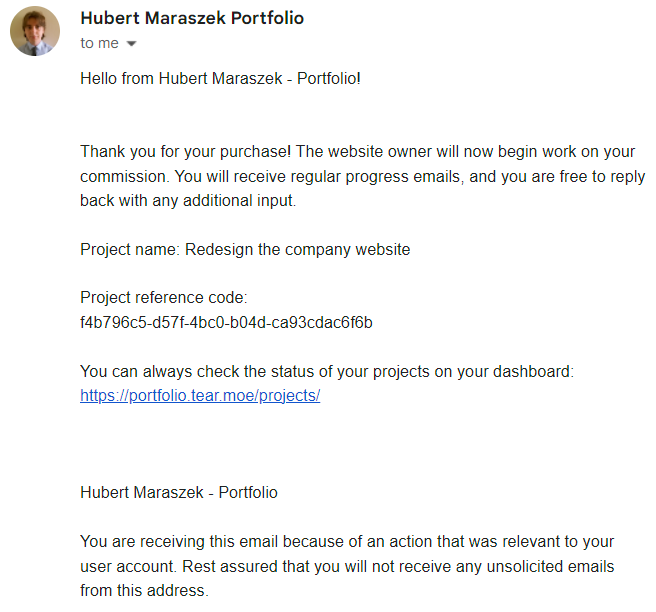 Hubert Maraszek Portfolio
to me
Hello from Hubert Maraszek - Portfolio!
Thank you for your purchase! The website owner will now begin work on your
commission. You will receive regular progress emails, and you are free to reply
back with any additional input.
Project name: Redesign the company website
Project reference code:
f4b796c5-d57f-4bc0-b04d-ca93cdac6f6b
You can always check the status of your projects on your dashboard:
https://portfolio.tear.moe/projects/
Hubert Maraszek - Portfolio
You are receiving this email because of an action that was relevant to your
user account. Rest assured that you will not receive any unsolicited emails
from this address.